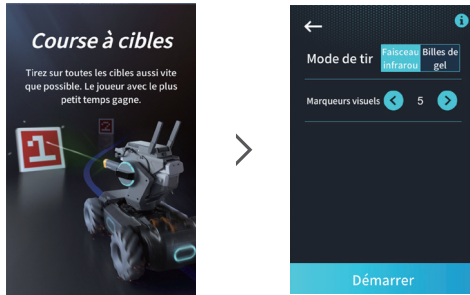 Course à cibles
Tirez sur toutes les cibles aussi vite
que possible. Le joueur avec le plus
petit temps gagne.
1
2
i
Mode de tir
Faisceau
infrarou
Billes de
gel
Marqueurs visuels
5
Démarrer